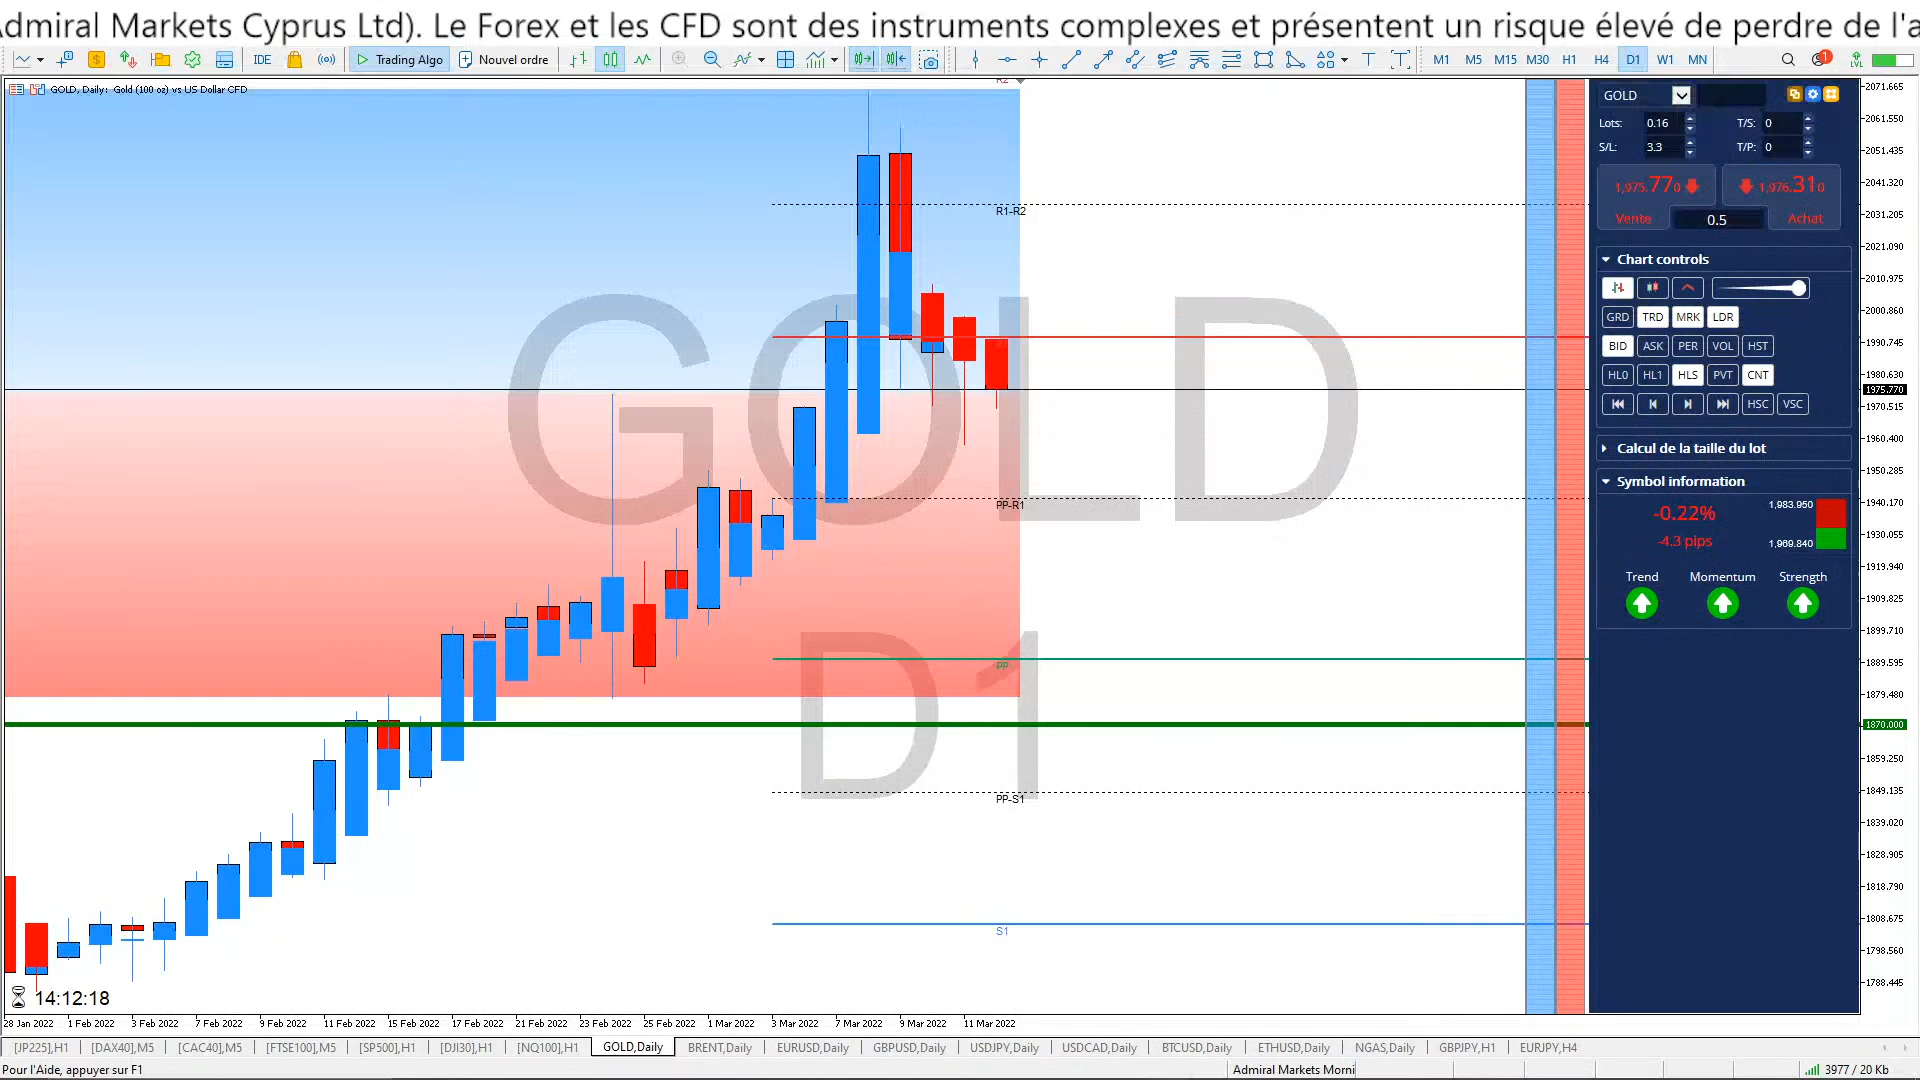 Admiral Markets Cyprus Ltd). Le Forex et les CFD sont des instruments complexes et présentent un risque élevé de perdre de l'a
IDE Trading Algo Nouvel ordre M1 M5 M15 M30 H1 H4 D1 W1 MN 1 LVL
GOLD, Daily: Gold (100 oz) vs US Dollar CFD
R2
R1-R2
PP-R1
PP
PP-S1
S1
GOLD
D1
14:12:18
2071.665
2061.550
2051.435
2041.320
2031.205
2021.090
2010.975
2000.860
1990.745
1980.630
1975.770
1970.515
1960.400
1950.285
1940.170
1930.055
1919.940
1909.825
1899.710
1889.595
1879.480
1870.000
1859.250
1849.135
1839.020
1828.905
1818.790
1808.675
1798.560
1788.445
GOLD
Lots: 0.16 T/S: 0
S/L: 3.3 T/P: 0
1,975.770 1,976.310
Vente 0.5 Achat
Chart controls
GRD TRD MRK LDR
BID ASK PER VOL HST
HL0 HL1 HLS PVT CNT
HSC VSC
Calcul de la taille du lot
Symbol information
-0.22% 1,983.950
-4.3 pips 1,969.840
Trend Momentum Strength
28 Jan 2022 1 Feb 2022 3 Feb 2022 7 Feb 2022 9 Feb 2022 11 Feb 2022 15 Feb 2022 17 Feb 2022 21 Feb 2022 23 Feb 2022 25 Feb 2022 1 Mar 2022 3 Mar 2022 7 Mar 2022 9 Mar 2022 11 Mar 2022
[JP225],H1 [DAX40],M5 [CAC40],M5 [FTSE100],M5 [SP500],H1 [DJI30],H1 [NQ100],H1 GOLD,Daily BRENT,Daily EURUSD,Daily GBPUSD,Daily USDJPY,Daily USDCAD,Daily BTCUSD,Daily ETHUSD,Daily NGAS,Daily GBPJPY,H1 EURJPY,H4
Pour l'Aide, appuyer sur F1 Admiral Markets Morni 3977 / 20 Kb